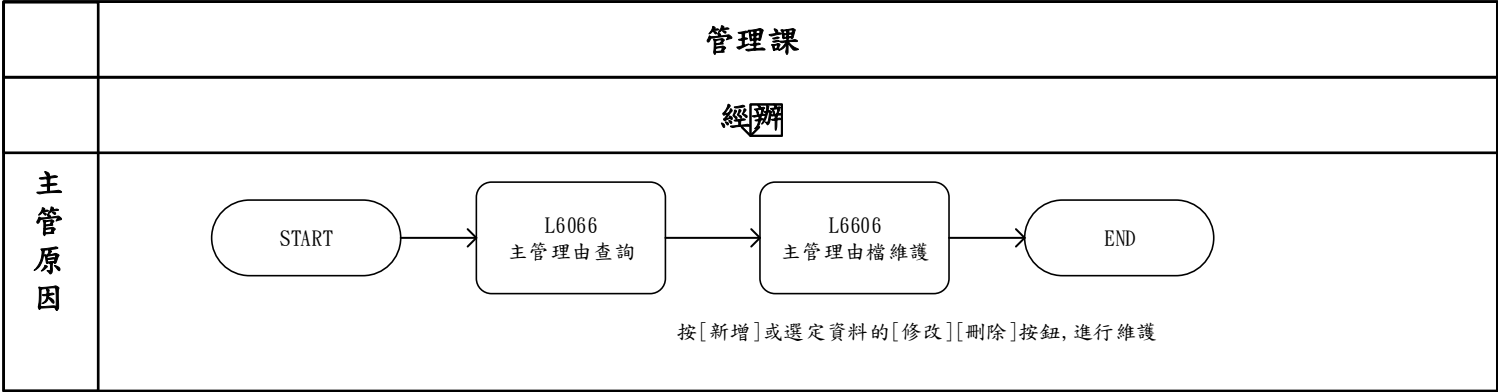 管理課
經辦
主管原因
START
L6066
主管理由查詢
L6606
主管理由檔維護
END
按[新增]或選定資料的[修改][刪除]按鈕,進行維護